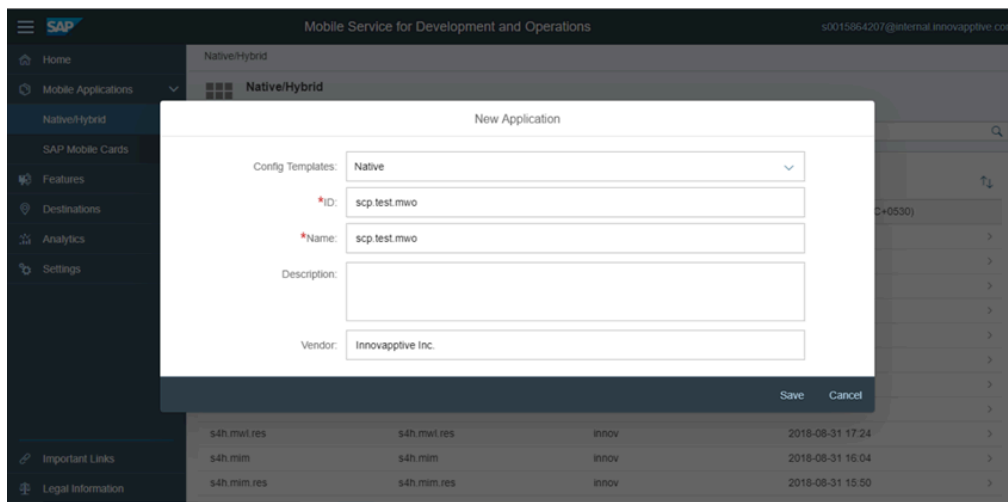 SAP Mobile Service for Development and Operations s0015864207@internal.innovapptive.com
Home
Mobile Applications
Native/Hybrid
SAP Mobile Cards
Features
Destinations
Analytics
Settings
Important Links
Legal Information
Native/Hybrid
Native/Hybrid
New Application
Config Templates: Native
*ID: scp.test.mwo
*Name: scp.test.mwo
Description:
Vendor: Innovapptive Inc.
Save Cancel
C+0530)
s4h.mwt.res s4h.mwt.res innov 2018-08-31 17:24
s4h.mim s4h.mim innov 2018-08-31 16:04
s4h.mim.res s4h.mim.res innov 2018-08-31 15:50